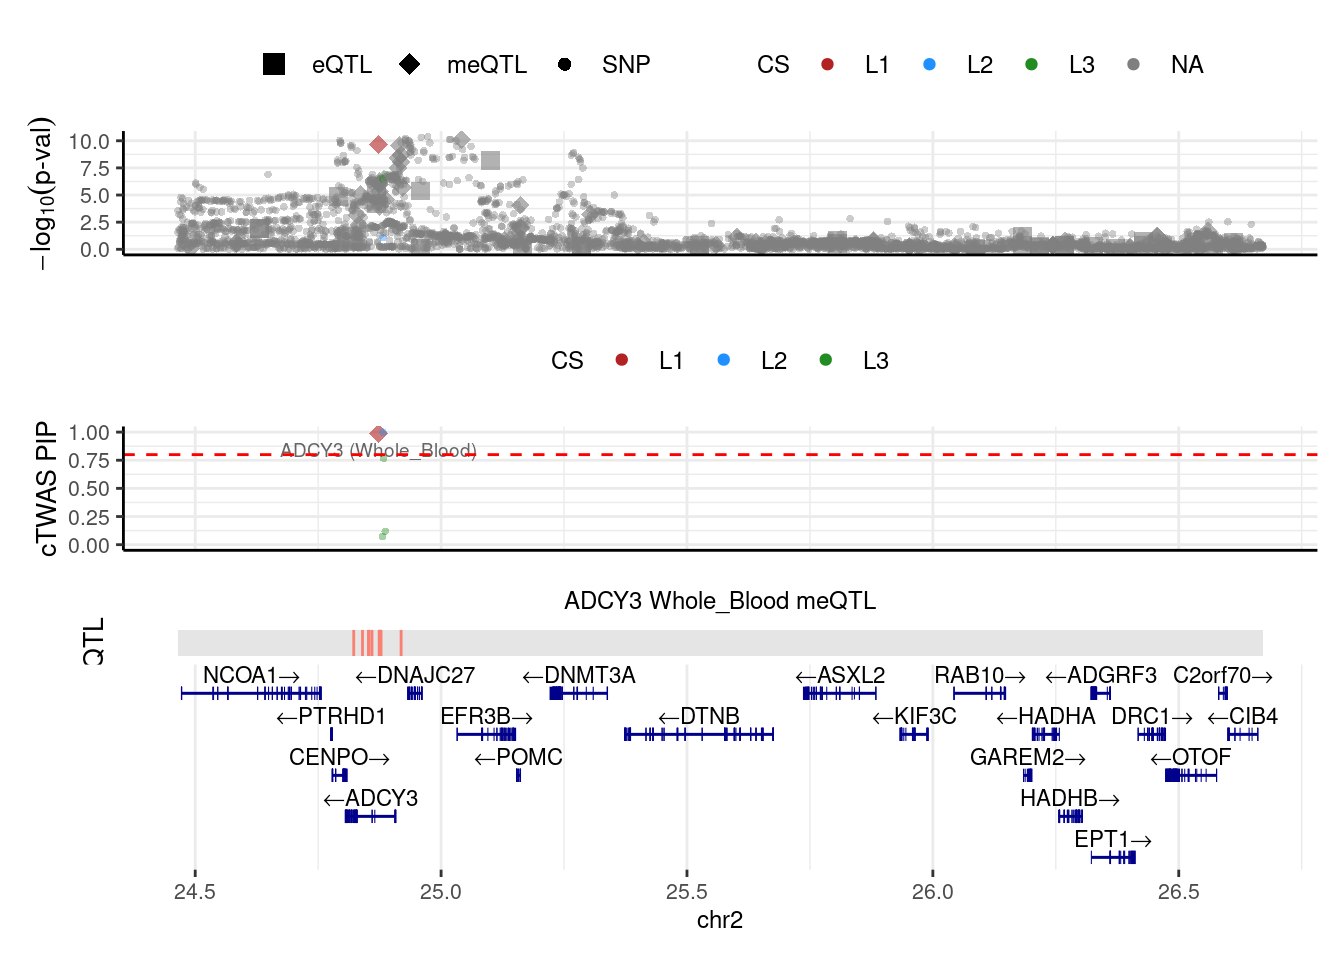 eQTL meQTL SNP CS L1 L2 L3 NA
−log10(p-val)
10.0
7.5
5.0
2.5
0.0
CS L1 L2 L3
cTWAS PIP
1.00
0.75
0.50
0.25
0.00
ADCY3 (Whole_Blood)
ADCY3 Whole_Blood meQTL
QTL
NCOA1→ ←DNAJC27 ←DNMT3A ←ASXL2 RAB10→ ←ADGRF3 C2orf70→
←PTRHD1 EFR3B→ ←DTNB ←KIF3C ←HADHA DRC1→ ←CIB4
CENPO→ ←POMC GAREM2→ ←OTOF
←ADCY3 HADHB→
EPT1→
24.5 25.0 25.5 26.0 26.5
chr2